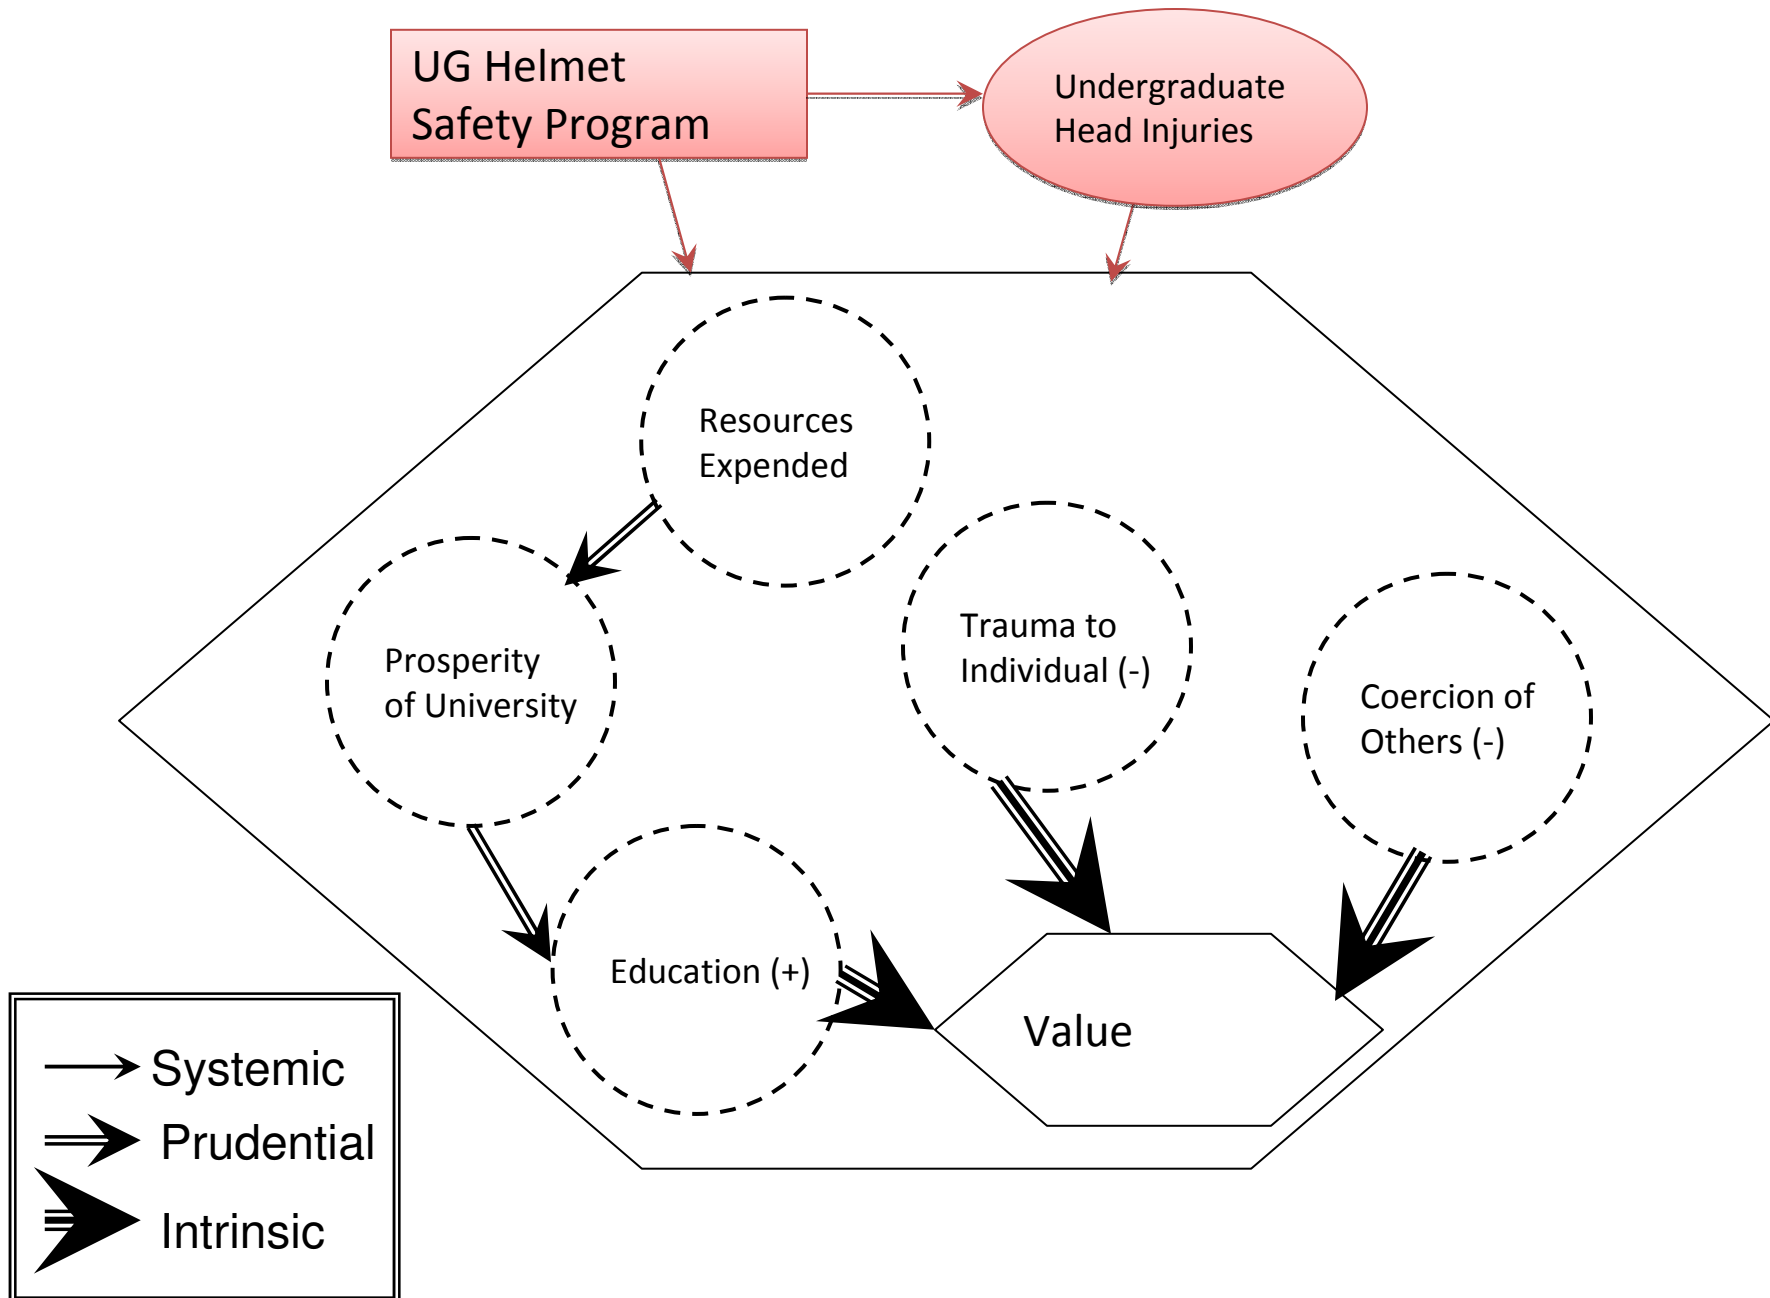 UG Helmet
Safety Program
Undergraduate
Head Injuries
Resources
Expended
Trauma to
Individual (-)
Prosperity
of University
Coercion of
Others (-)
Education (+)
Value
Systemic
Prudential
Intrinsic